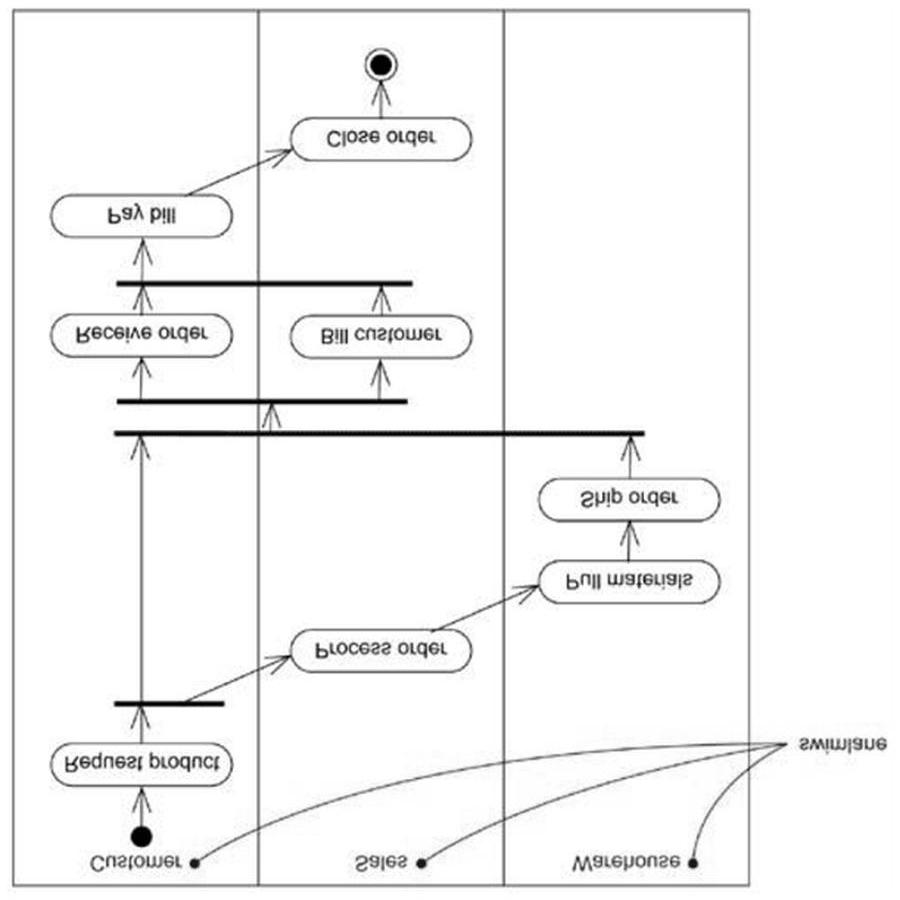 Close order
Pay bill
Receive order
Bill customer
Ship order
Pull materials
Process order
Request product
swimlane
Customer
Sales
Warehouse